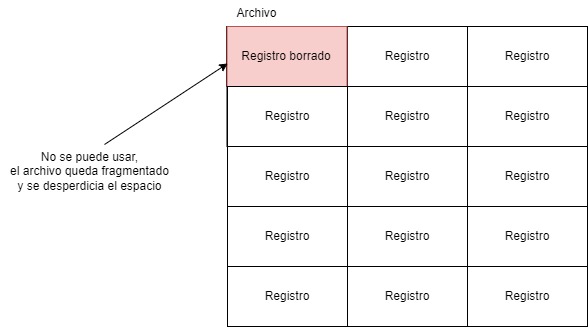 Archivo
Registro borrado Registro Registro
Registro Registro Registro
No se puede usar,
el archivo queda fragmentado
y se desperdicia el espacio
Registro Registro Registro
Registro Registro Registro
Registro Registro Registro